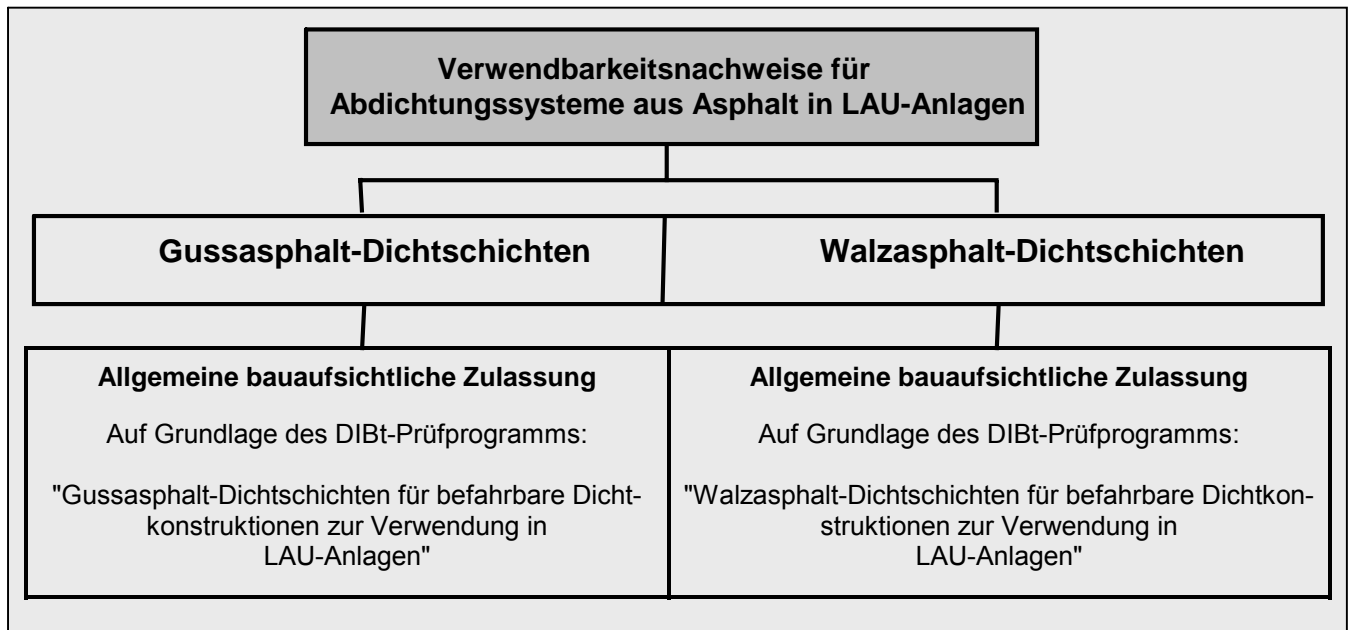 Verwendbarkeitsnachweise für
Abdichtungssysteme aus Asphalt in LAU-Anlagen
Gussasphalt-Dichtschichten
Walzasphalt-Dichtschichten
Allgemeine bauaufsichtliche Zulassung
Auf Grundlage des DIBt-Prüfprogramms:
"Gussasphalt-Dichtschichten für befahrbare Dicht-
konstruktionen zur Verwendung in
LAU-Anlagen"
Allgemeine bauaufsichtliche Zulassung
Auf Grundlage des DIBt-Prüfprogramms:
"Walzasphalt-Dichtschichten für befahrbare Dichtkon-
struktionen zur Verwendung in
LAU-Anlagen"